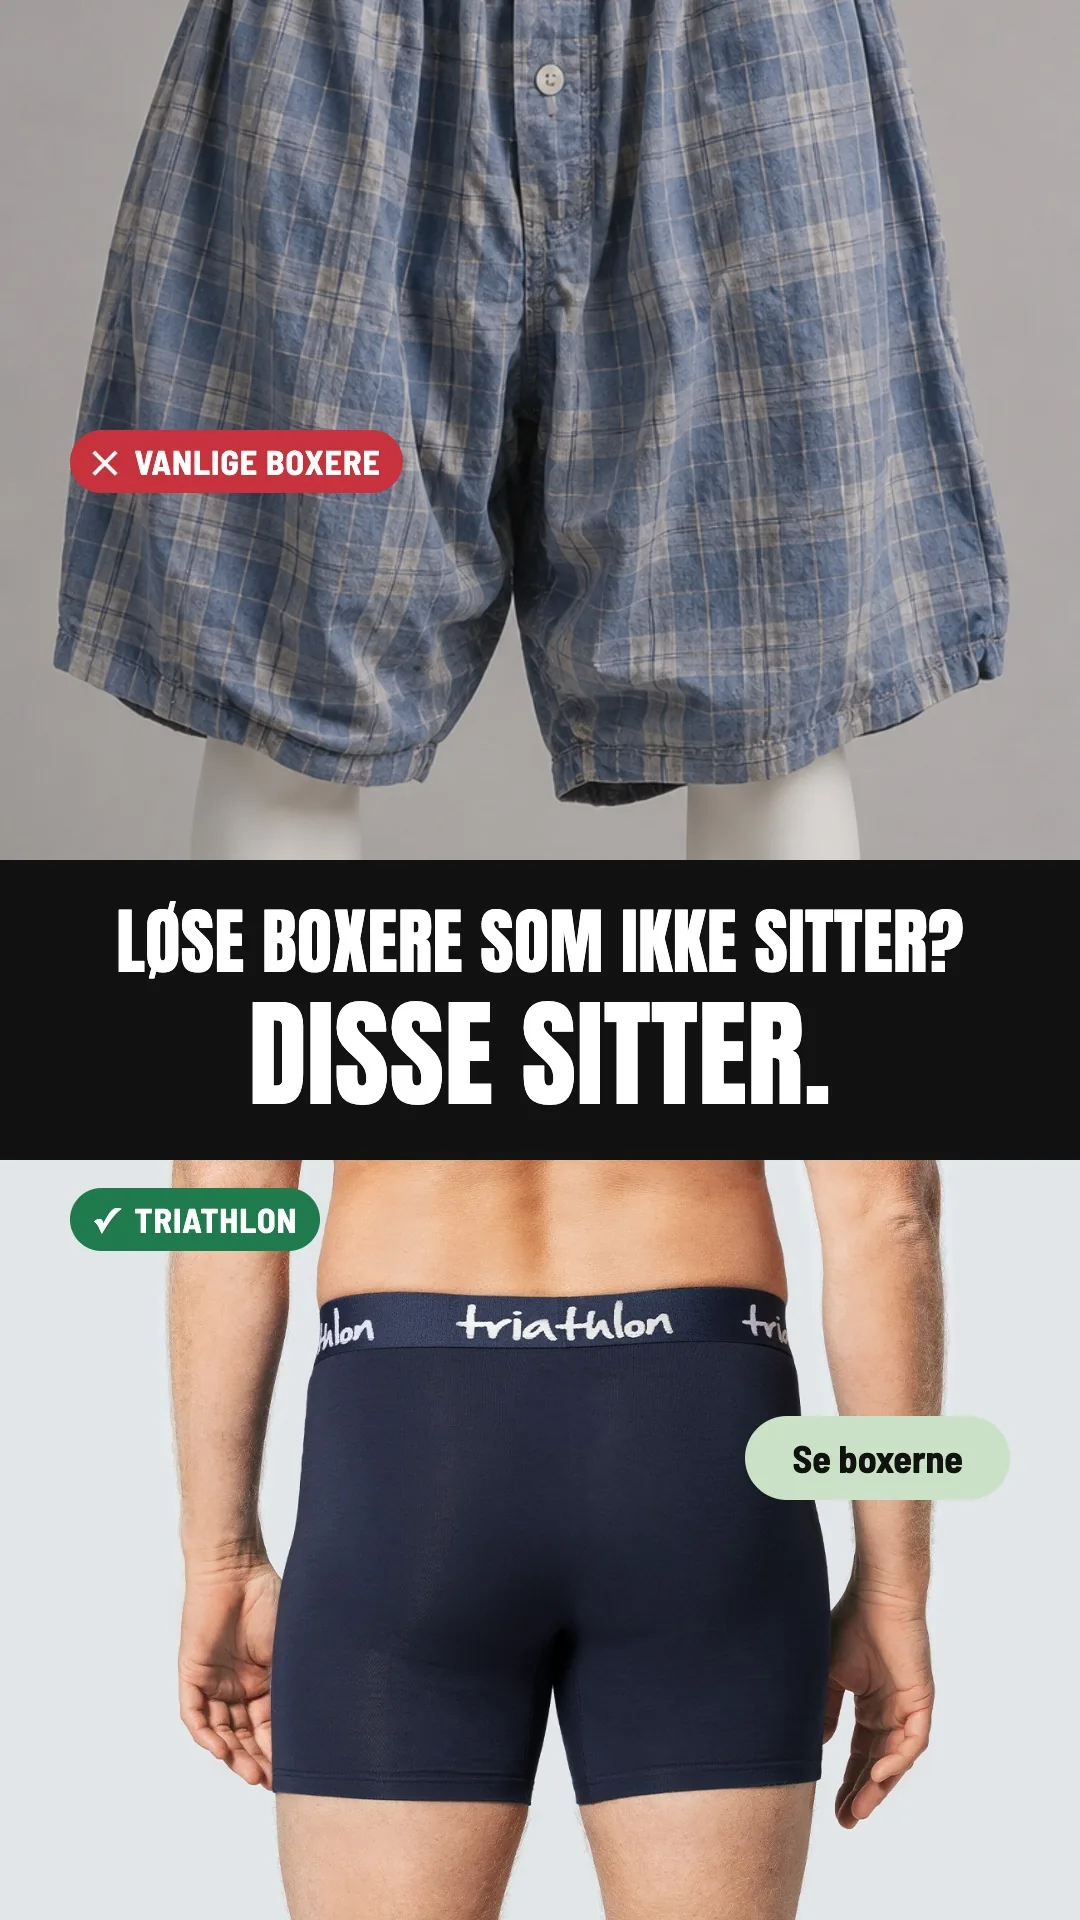 VANLIGE BOXERE
LØSE BOXERE SOM IKKE SITTER?
DISSE SITTER.
TRIATHLON
thlon triathlon tri
Se boxerne